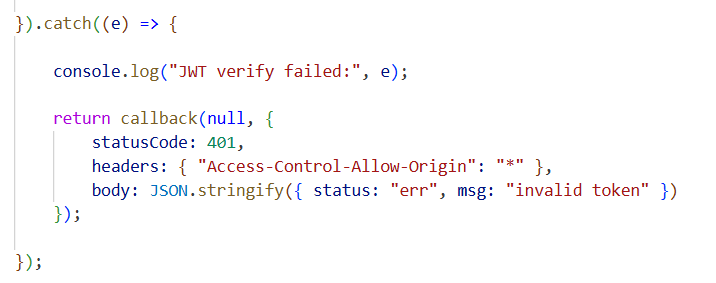 }).catch((e) => {
console.log("JWT verify failed:", e);
return callback(null, {
statusCode: 401,
headers: { "Access-Control-Allow-Origin": "*" },
body: JSON.stringify({ status: "err", msg: "invalid token" })
});
});